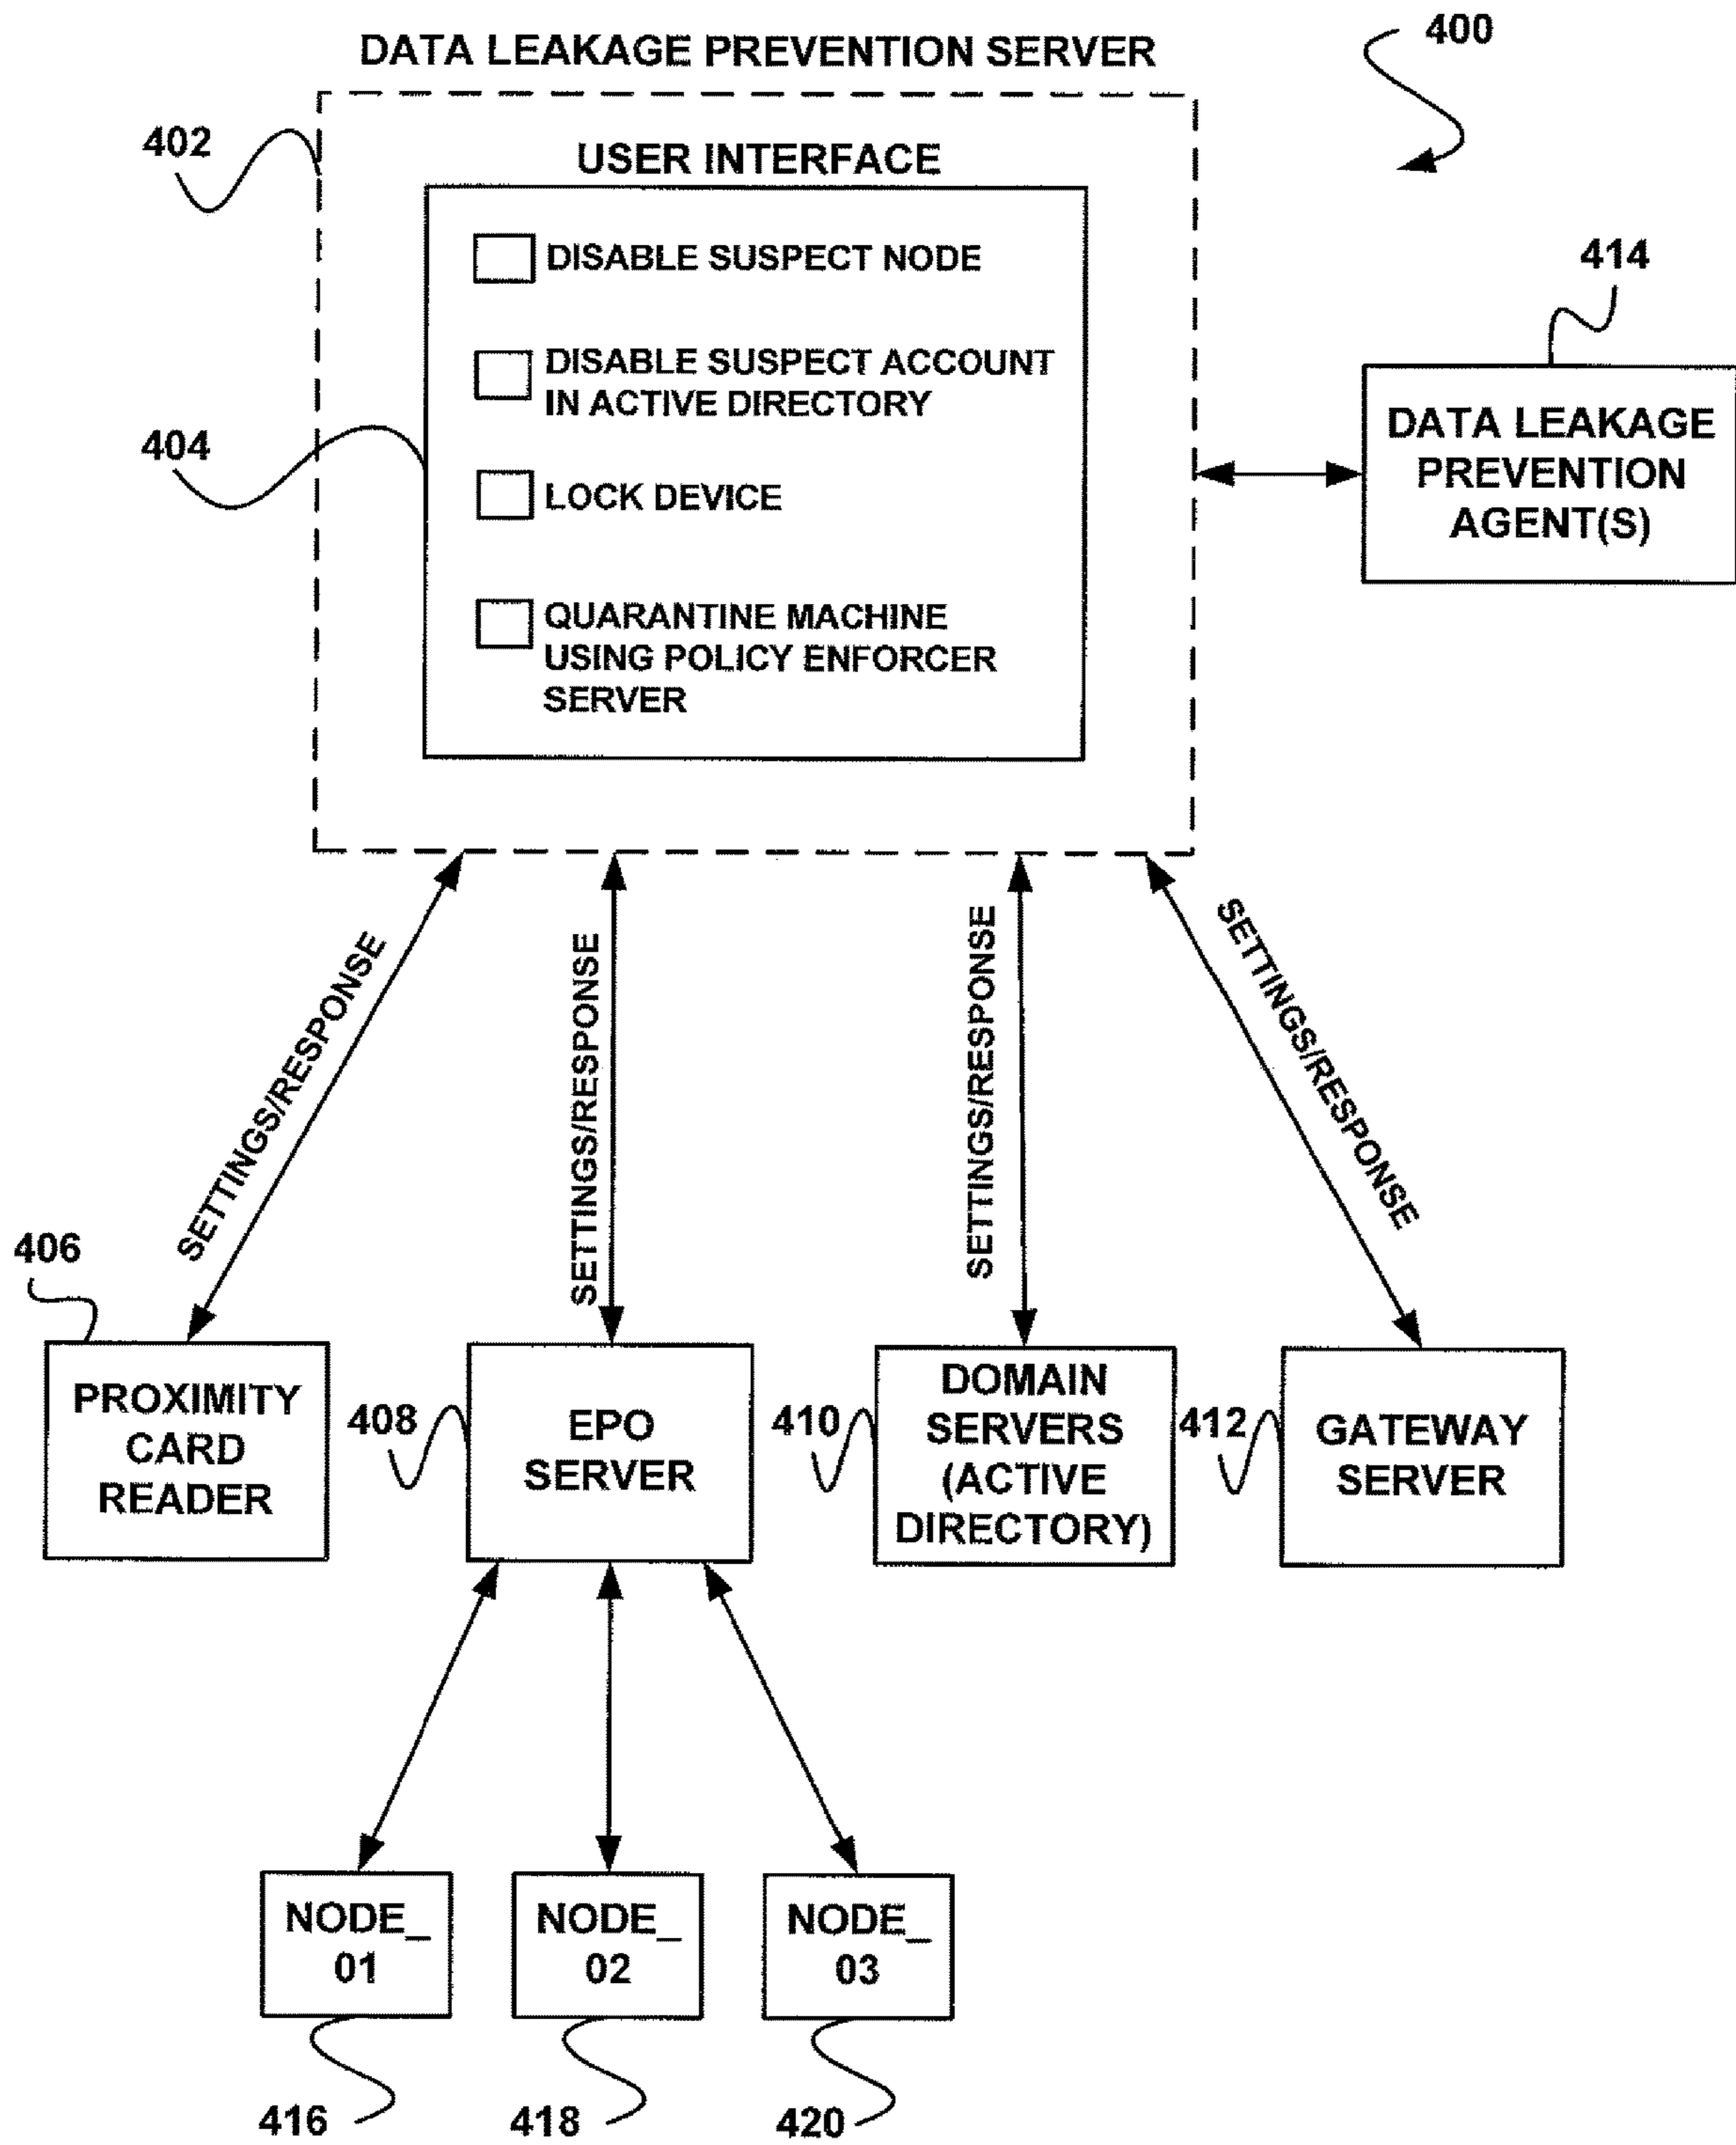 400
DATA LEAKAGE PREVENTION SERVER
402
USER INTERFACE
DISABLE SUSPECT NODE
414
DISABLE SUSPECT ACCOUNT
IN ACTIVE DIRECTORY
404
LOCK DEVICE
DATA LEAKAGE
PREVENTION
AGENT(S)
QUARANTINE MACHINE
USING POLICY ENFORCER
SERVER
SETTINGS/RESPONSE
SETTINGS/RESPONSE
SETTINGS/RESPONSE
SETTINGS/RESPONSE
406
PROXIMITY
CARD
READER
408
EPO
SERVER
410
DOMAIN
SERVERS
(ACTIVE
DIRECTORY)
412
GATEWAY
SERVER
NODE_
01
NODE_
02
NODE_
03
416
418
420